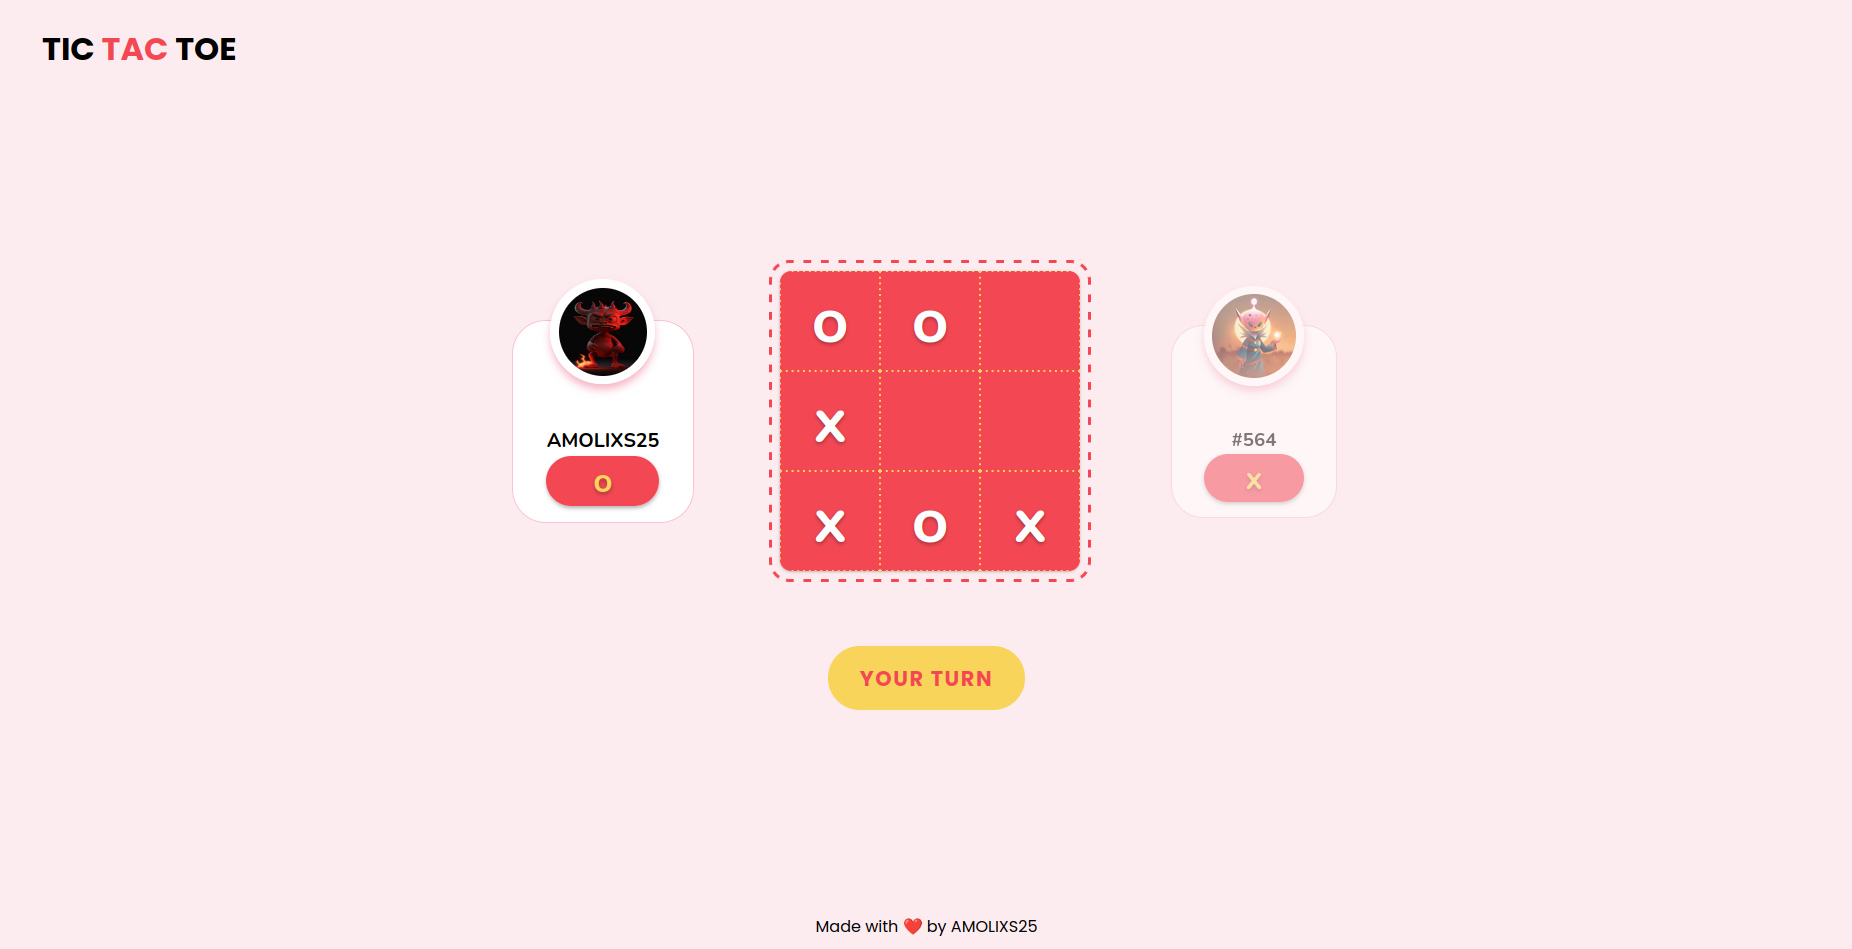 TIC TAC TOE
O O
X
X O X
AMOLIXS25
O
#564
X
YOUR TURN
Made with ❤️ by AMOLIXS25